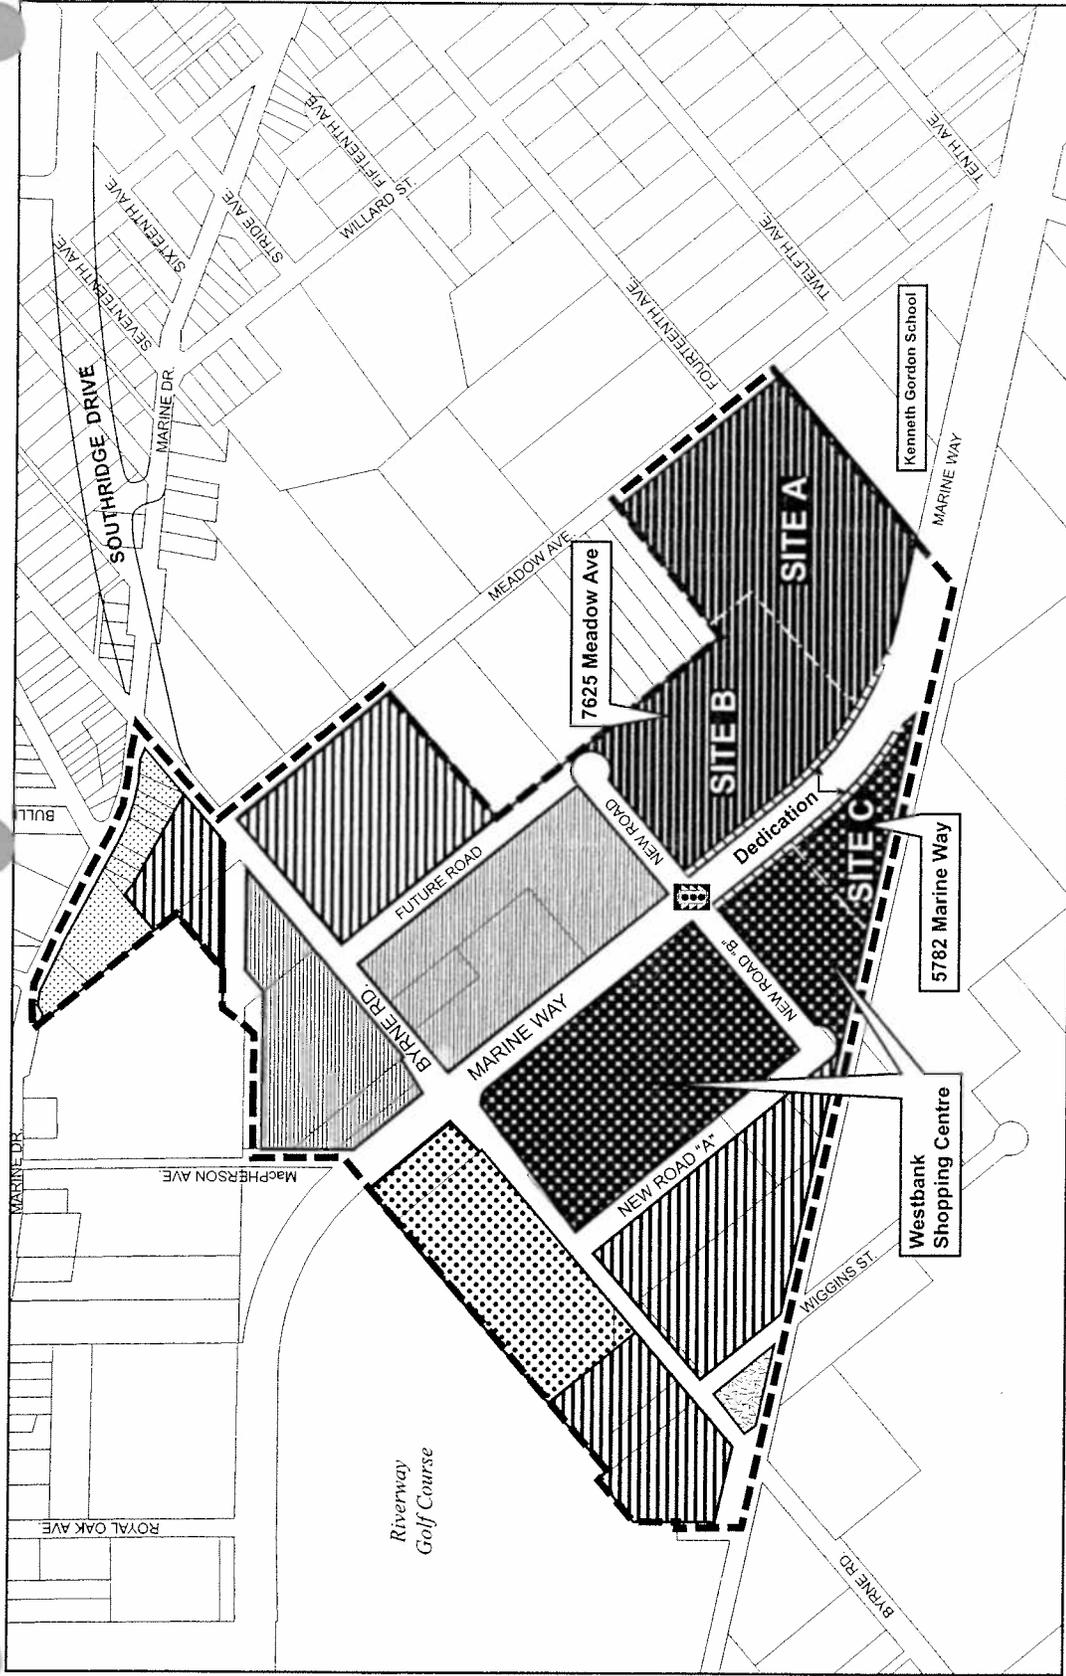 SOUTHRIDGE DRIVE
SEVENTEENTH AVE.
SIXTEENTH AVE.
STRIDE AVE.
FIFTEENTH AVE.
WILLARD ST.
MARINE DR.
FOURTEENTH AVE.
TWELFTH AVE.
TENTH AVE.
Kenneth Gordon School
MARINE WAY
MEADOW AVE.
7625 Meadow Ave
SITE A
SITE B
SITE C
Dedication
5782 Marine Way
NEW ROAD
FUTURE ROAD
BYRNE RD.
MARINE WAY
NEW ROAD "B"
NEW ROAD "A"
Westbank
Shopping Centre
WIGGINS ST.
MARINE DR.
MacPHERSON AVE.
ROYAL OAK AVE.
Riverway
Golf Course
BYRNE RD.